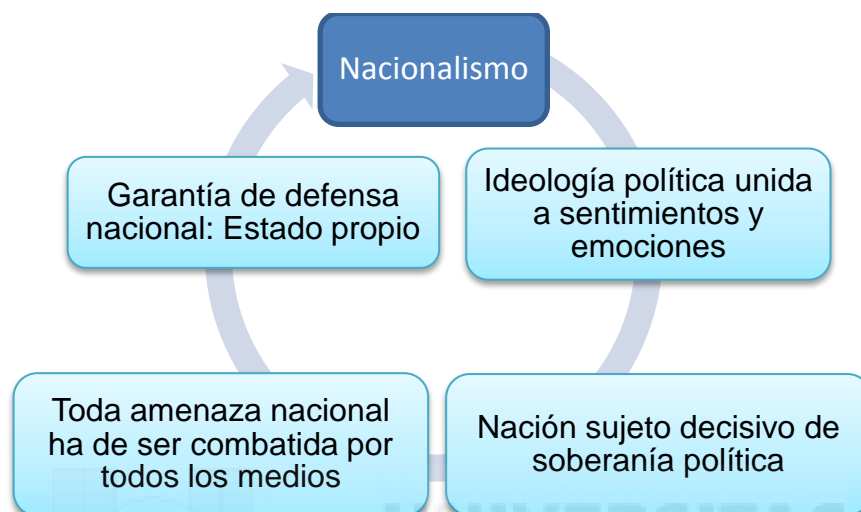 Nacionalismo
Ideología política unida
a sentimientos y
emociones
Nación sujeto decisivo de
soberanía política
Toda amenaza nacional
ha de ser combatida por
todos los medios
Garantía de defensa
nacional: Estado propio